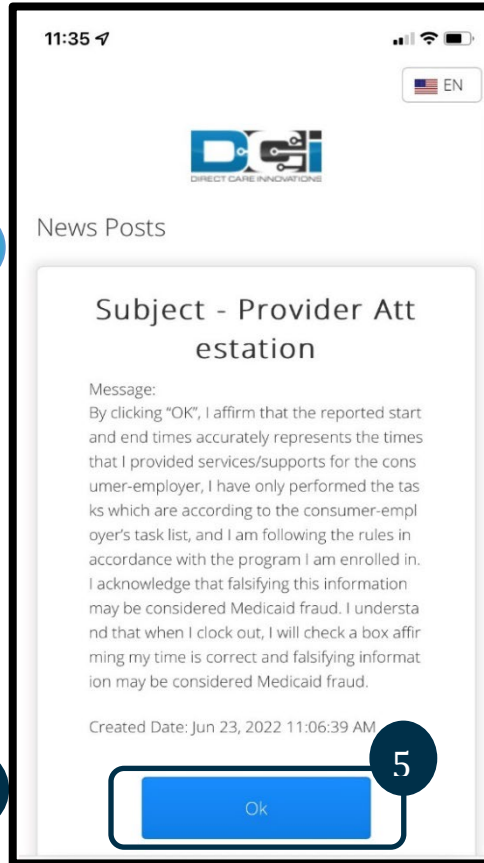 11:35
EN
DCi
DIRECT CARE INNOVATIONS
News Posts
Subject - Provider Att
estation
Message:
By clicking “OK”, I affirm that the reported start
and end times accurately represents the times
that I provided services/supports for the cons
umer-employer, I have only performed the tas
ks which are according to the consumer-empl
oyer’s task list, and I am following the rules in
accordance with the program I am enrolled in.
I acknowledge that falsifying this information
may be considered Medicaid fraud. I understa
nd that when I clock out, I will check a box affir
ming my time is correct and falsifying informat
ion may be considered Medicaid fraud.
Created Date: Jun 23, 2022 11:06:39 AM
5
Ok